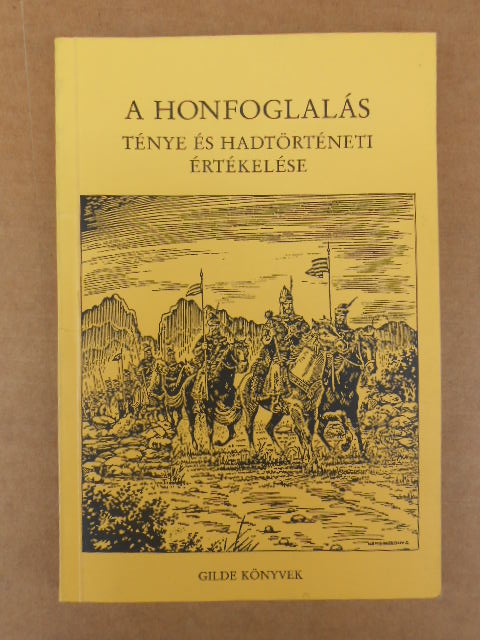 A HONFOGLALÁS
TÉNYE ÉS HADTÖRTÉNETI
ÉRTÉKELÉSE
GILDE KÖNYVEK